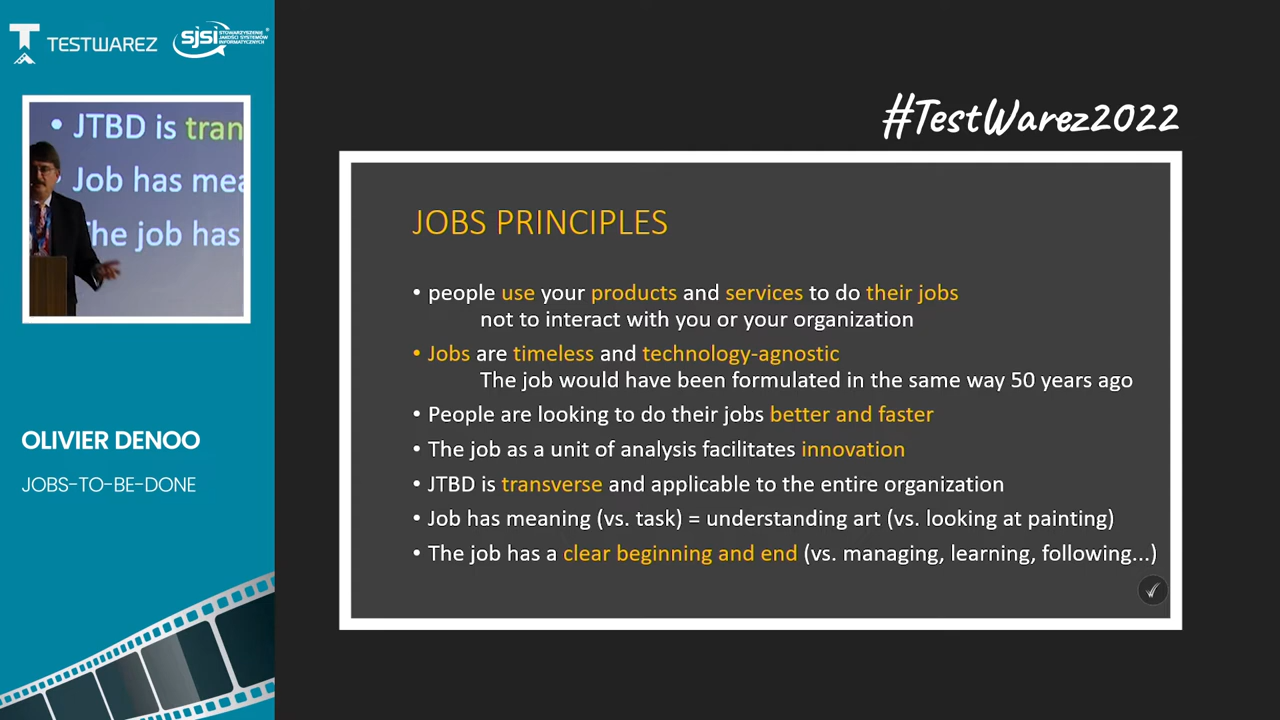 TESTWAREZ
sjsi
STOWARZYSZENIE
JAKOŚCI SYSTEMÓW
INFORMATYCZNYCH
#TestWarez2022
• JTBD is tran
Job has mea
The job has
OLIVIER DENOO
JOBS-TO-BE-DONE
JOBS PRINCIPLES
• people use your products and services to do their jobs
not to interact with you or your organization
• Jobs are timeless and technology-agnostic
The job would have been formulated in the same way 50 years ago
• People are looking to do their jobs better and faster
• The job as a unit of analysis facilitates innovation
• JTBD is transverse and applicable to the entire organization
• Job has meaning (vs. task) = understanding art (vs. looking at painting)
• The job has a clear beginning and end (vs. managing, learning, following...)